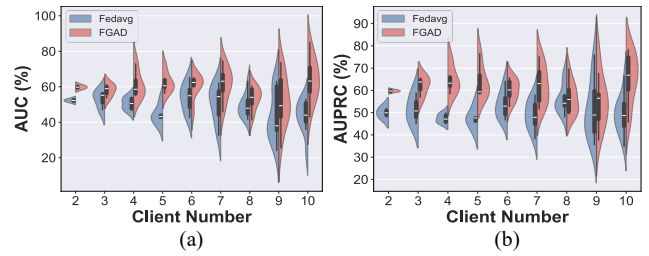 Fedavg
FGAD
100
80
60
40
20
AUC (%)
2 3 4 5 6 7 8 9 10
Client Number
(a)
Fedavg
FGAD
90
80
70
60
50
40
30
20
AUPRC (%)
2 3 4 5 6 7 8 9 10
Client Number
(b)